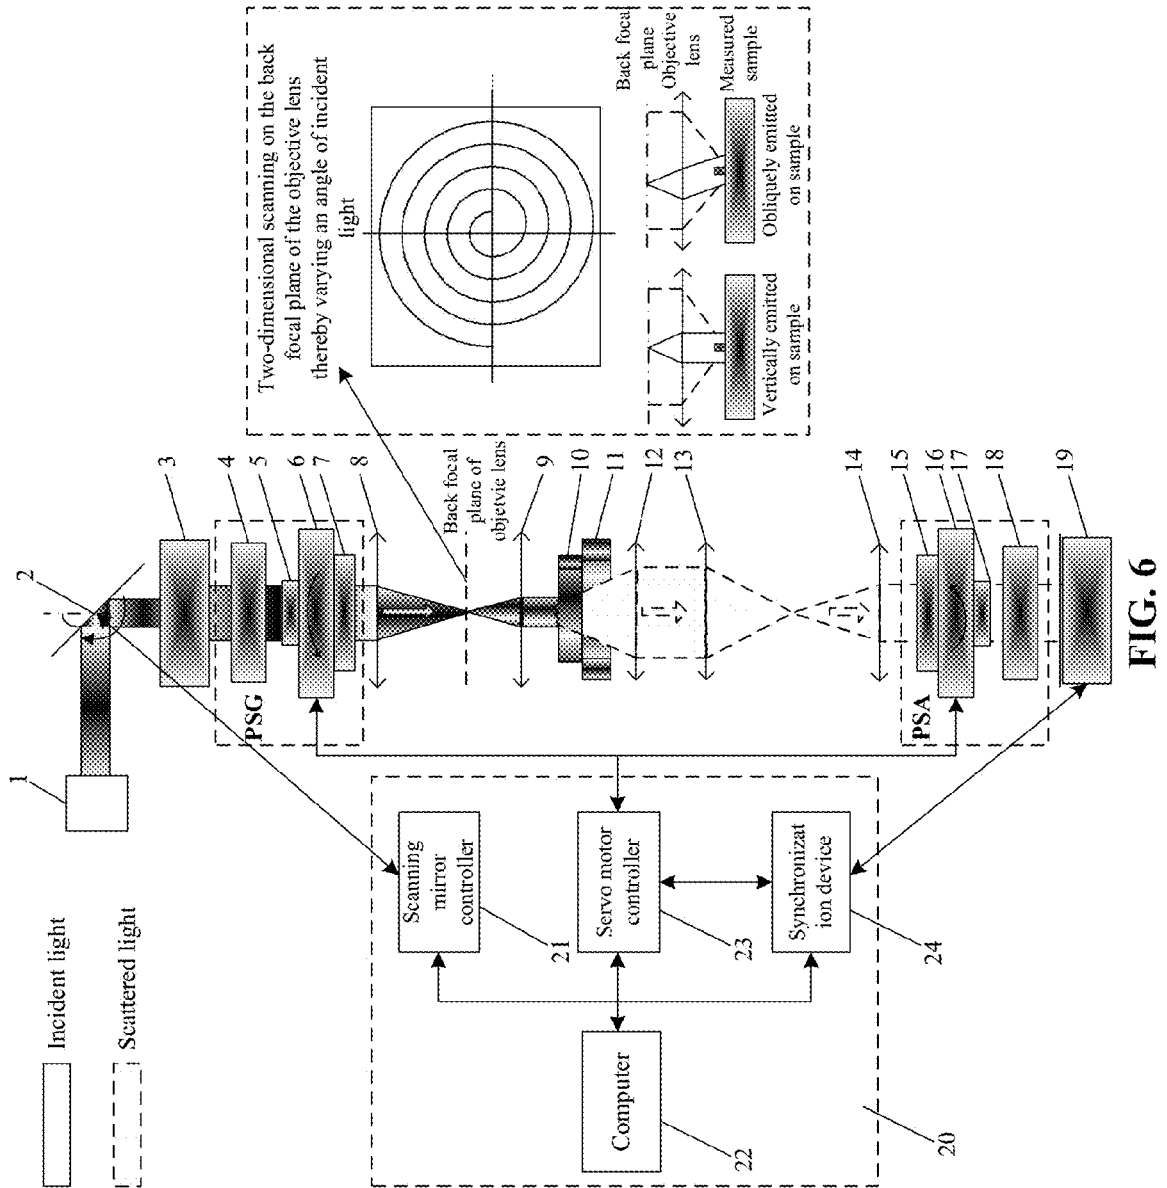 Incident light
Scattered light
1
2
3
4
5
6
7
8
PSG
Back focal
plane of
objetvie lens
9
10
11
12
13
14
15
16
17
18
19
PSA
Two-dimensional scanning on the back
focal plane of the objective lens
thereby varying an angle of incident
light
Back focal
plane
Objective
lens
Measured
sample
Vertically emitted
on sample
Obliquely emitted
on sample
Scanning
mirror
controller
21
Servo motor
controller
23
Synchronizat
ion device
24
Computer
22
20
FIG. 6